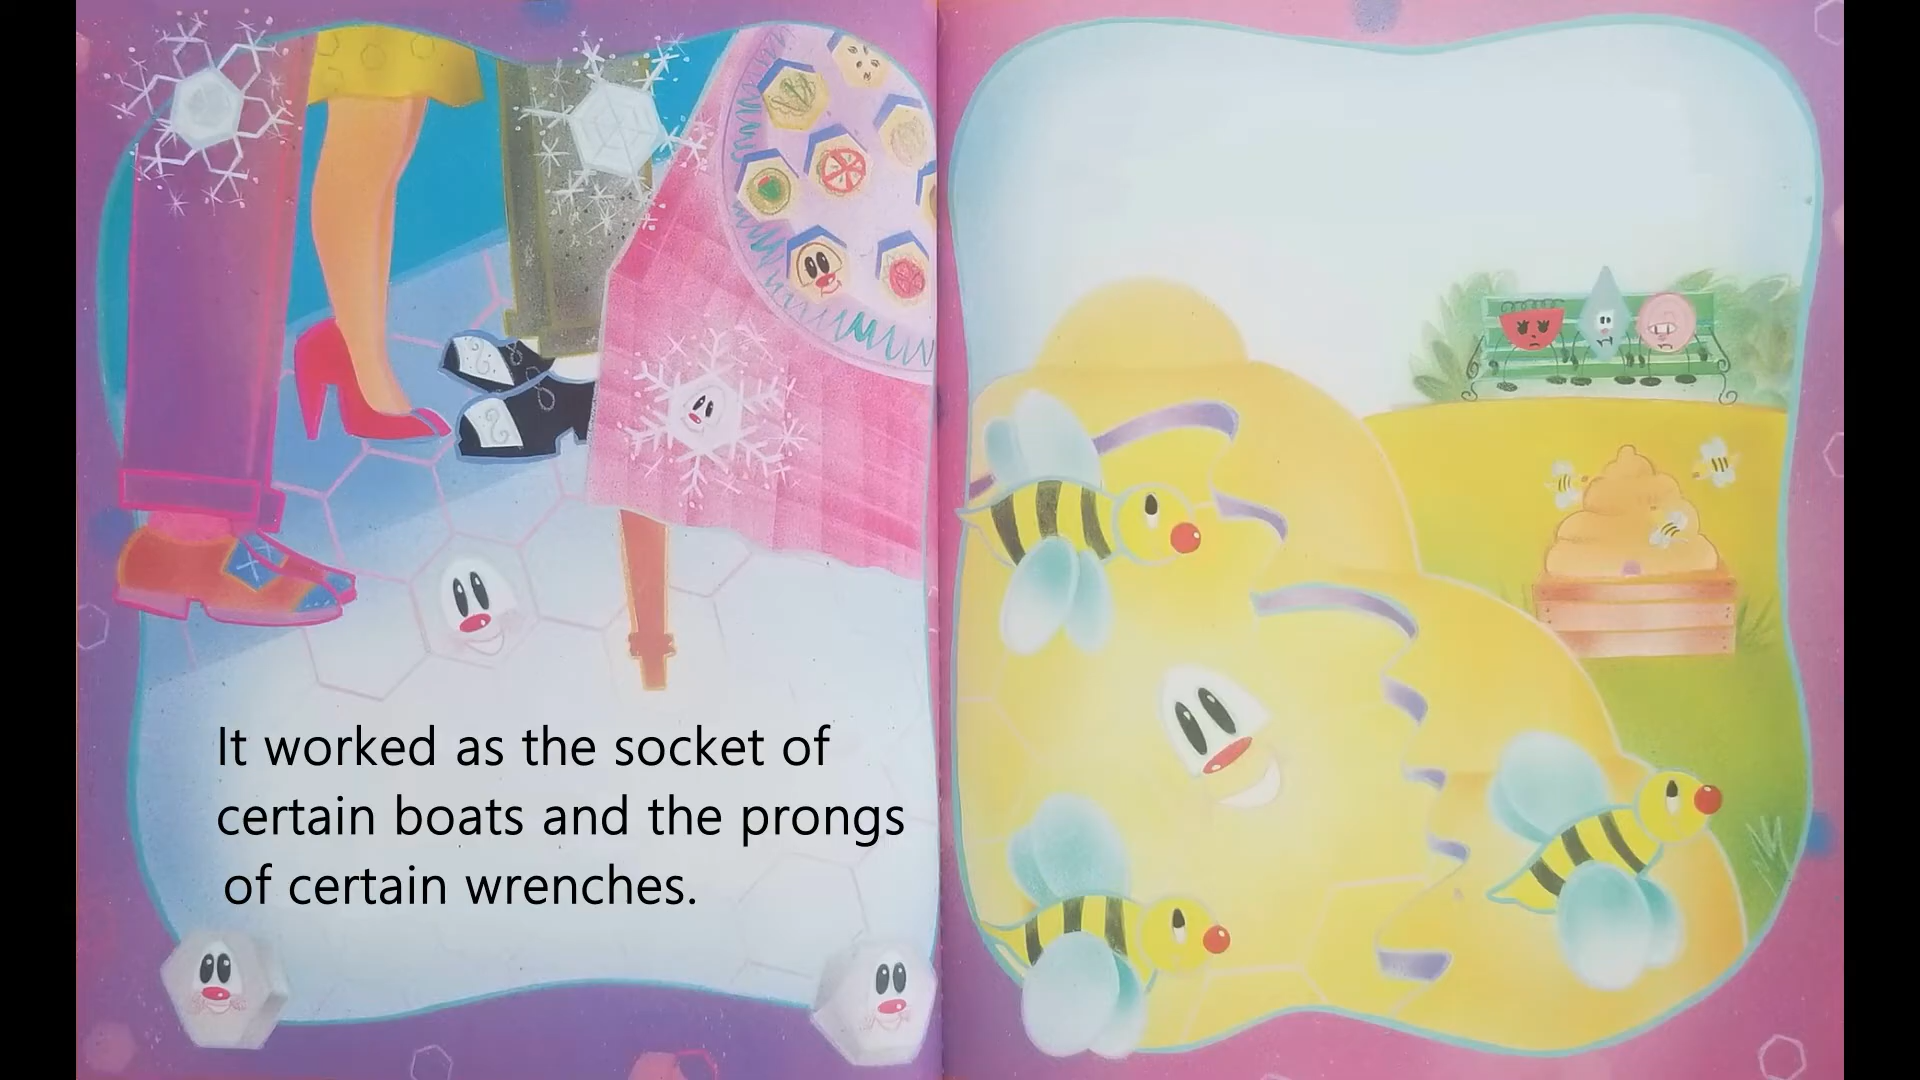 It worked as the socket of
certain boats and the prongs
of certain wrenches.